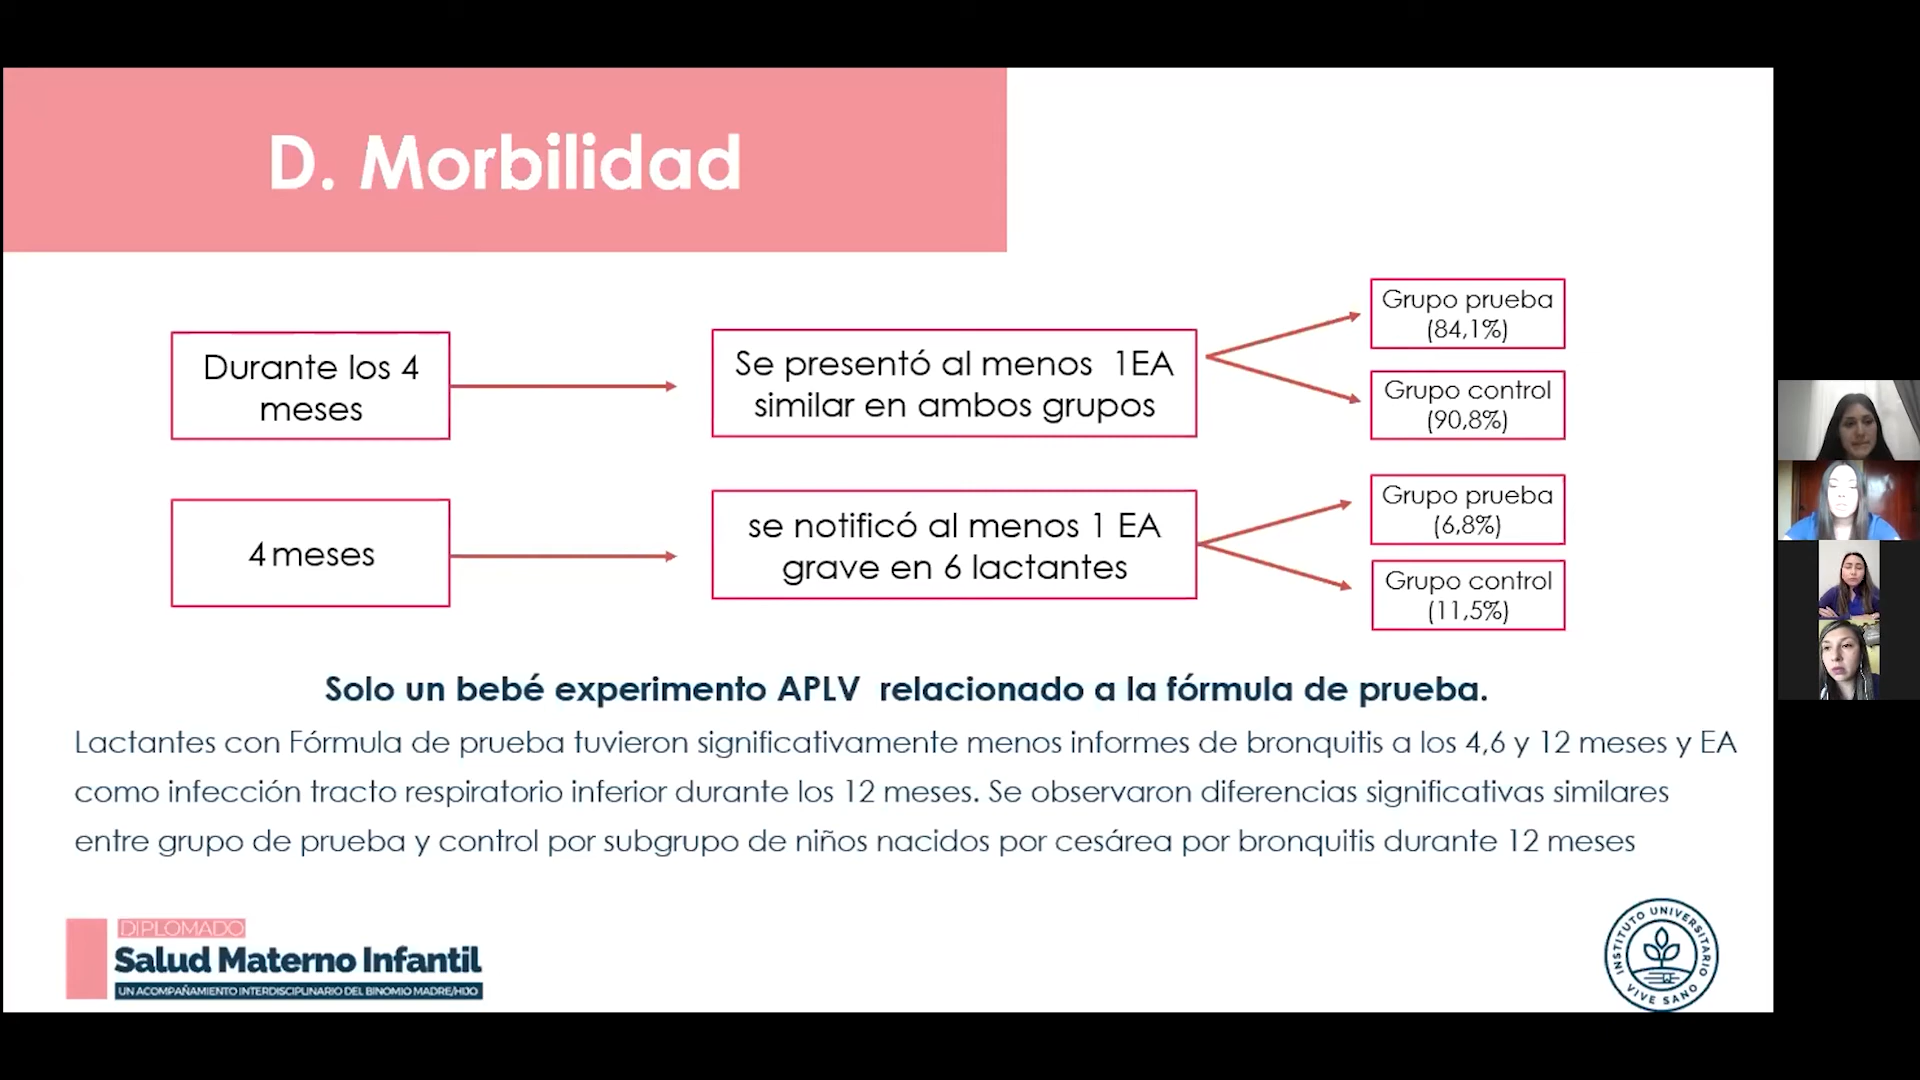 D. Morbilidad
Durante los 4
meses
Se presentó al menos 1EA
similar en ambos grupos
Grupo prueba
(84,1%)
Grupo control
(90,8%)
4 meses
se notificó al menos 1 EA
grave en 6 lactantes
Grupo prueba
(6,8%)
Grupo control
(11,5%)
Solo un bebé experimento APLV relacionado a la fórmula de prueba.
Lactantes con Fórmula de prueba tuvieron significativamente menos informes de bronquitis a los 4,6 y 12 meses y EA
como infección tracto respiratorio inferior durante los 12 meses. Se observaron diferencias significativas similares
entre grupo de prueba y control por subgrupo de niños nacidos por cesárea por bronquitis durante 12 meses
DIPLOMADO
Salud Materno Infantil
UN ACOMPAÑAMIENTO INTERDISCIPLINARIO DEL BINOMIO MADRE/HIJO
INSTITUTO UNIVERSITARIO
VIVE SANO